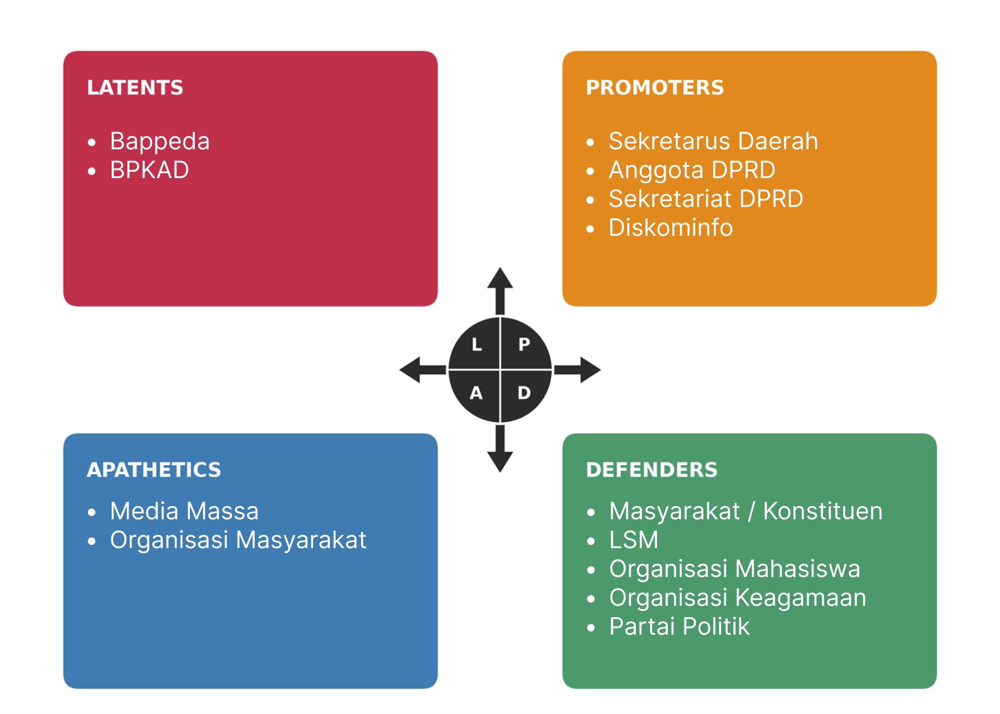 LATENTS
• Bappeda
• BPKAD
PROMOTERS
• Sekretarus Daerah
• Anggota DPRD
• Sekretariat DPRD
• Diskominfo
L
P
A
D
APATHETICS
• Media Massa
• Organisasi Masyarakat
DEFENDERS
• Masyarakat / Konstituen
• LSM
• Organisasi Mahasiswa
• Organisasi Keagamaan
• Partai Politik